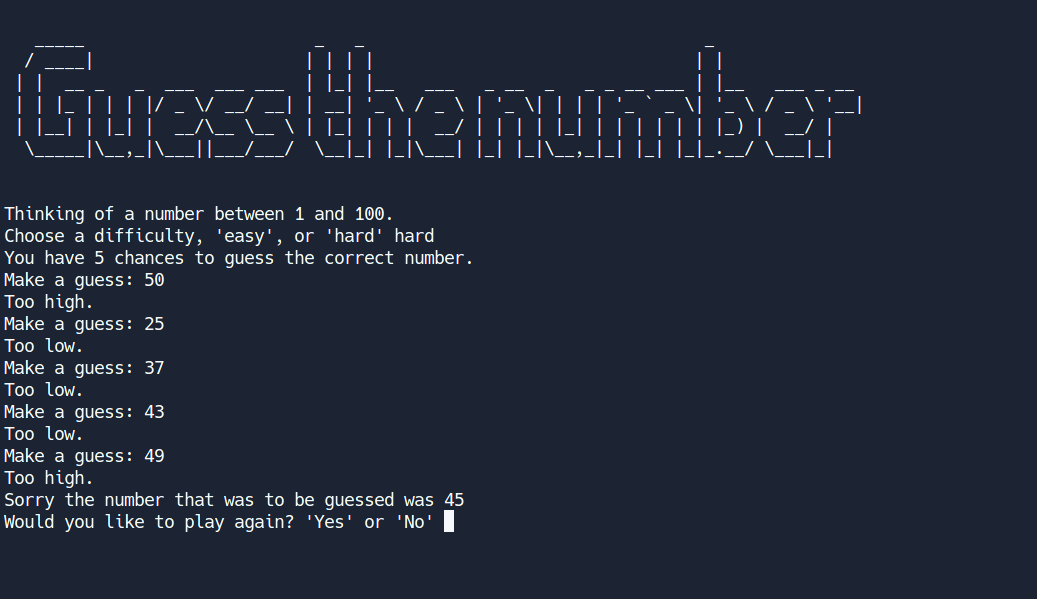 Guess the number
Thinking of a number between 1 and 100.
Choose a difficulty, 'easy', or 'hard' hard
You have 5 chances to guess the correct number.
Make a guess: 50
Too high.
Make a guess: 25
Too low.
Make a guess: 37
Too low.
Make a guess: 43
Too low.
Make a guess: 49
Too high.
Sorry the number that was to be guessed was 45
Would you like to play again? 'Yes' or 'No'